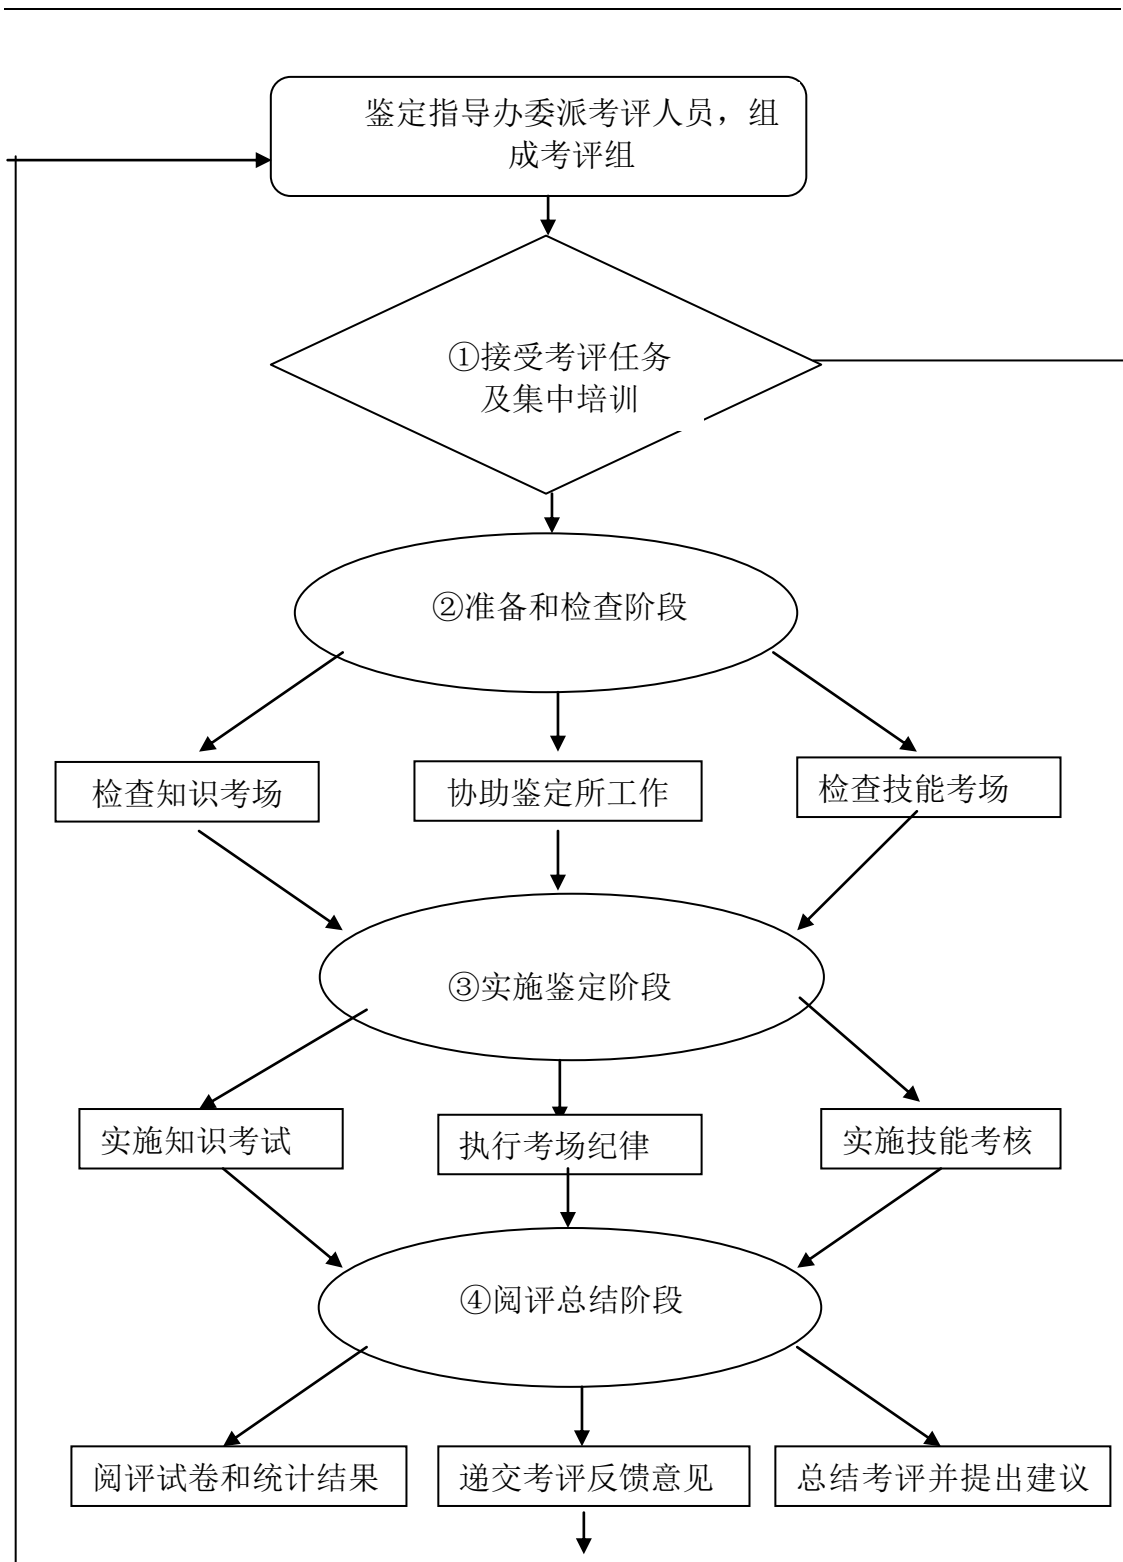 鉴定指导办委派考评人员，组
成考评组
①接受考评任务
及集中培训
②准备和检查阶段
检查知识考场
协助鉴定所工作
检查技能考场
③实施鉴定阶段
实施知识考试
执行考场纪律
实施技能考核
④阅评总结阶段
阅评试卷和统计结果
递交考评反馈意见
总结考评并提出建议